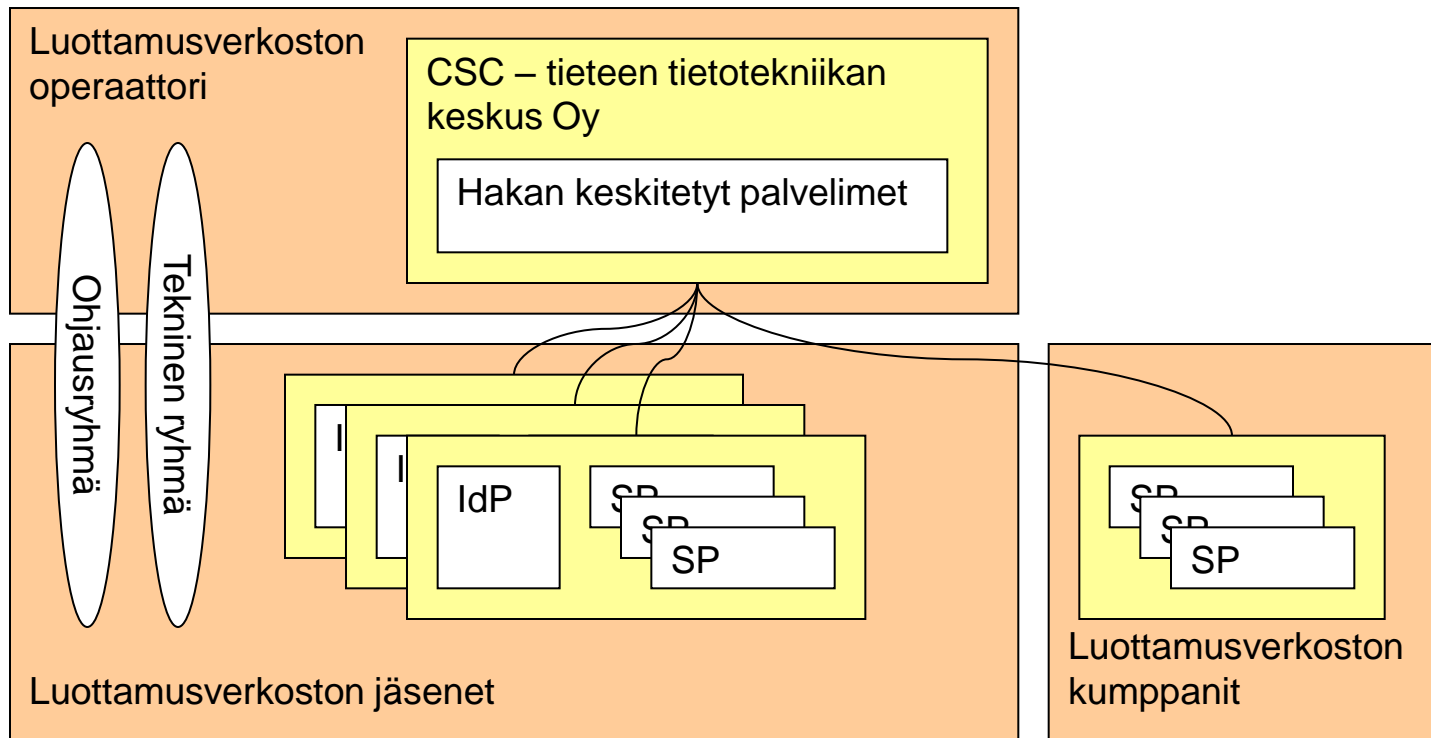 Luottamusverkoston
operaattori
CSC – tieteen tietotekniikan
keskus Oy
Hakan keskitetyt palvelimet
Ohjausryhmä
Tekninen ryhmä
I
I
IdP
SP
SP
SP
SP
SP
SP
Luottamusverkoston jäsenet
Luottamusverkoston
kumppanit